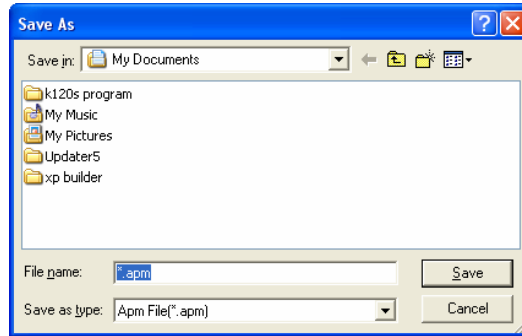 Save As
Save in: My Documents
k120s program
My Music
My Pictures
Updater5
xp builder
File name: *.apm Save
Save as type: Apm File(*.apm) Cancel